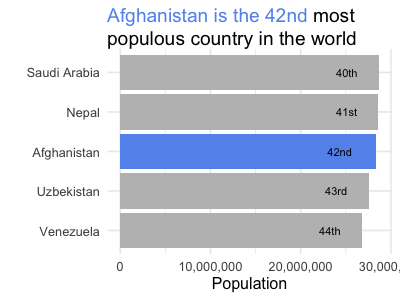 Afghanistan is the 42nd most
populous country in the world
Saudi Arabia 40th
Nepal 41st
Afghanistan 42nd
Uzbekistan 43rd
Venezuela 44th
0 10,000,000 20,000,000 30,000,
Population